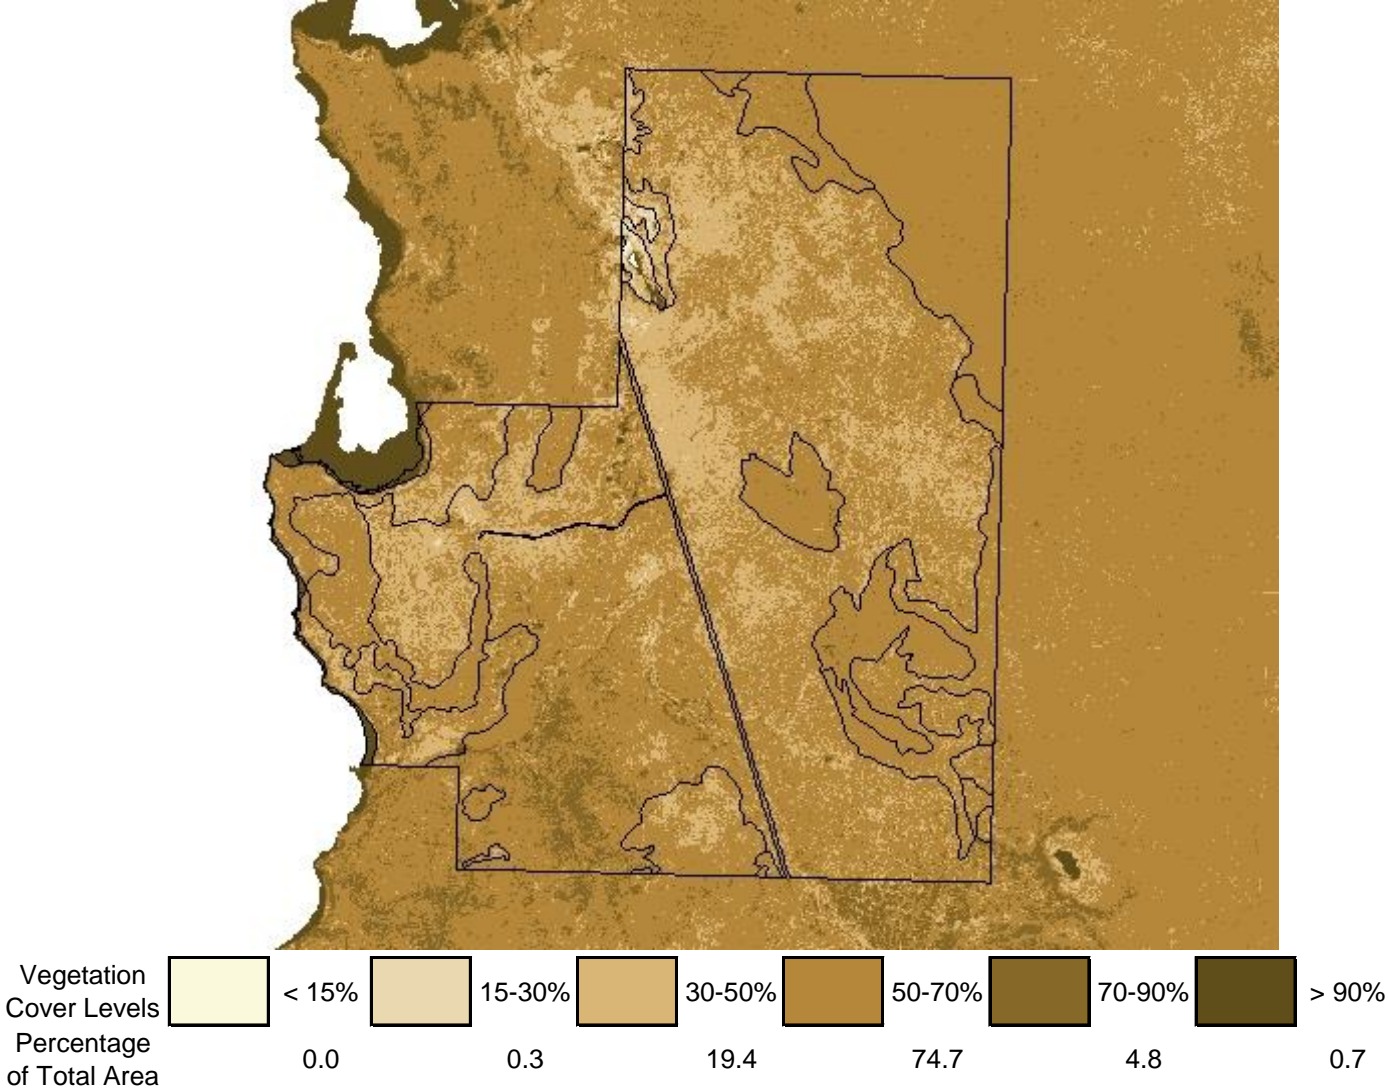 Vegetation
Cover Levels
< 15% 15-30% 30-50% 50-70% 70-90% > 90%
Percentage
of Total Area
0.0 0.3 19.4 74.7 4.8 0.7